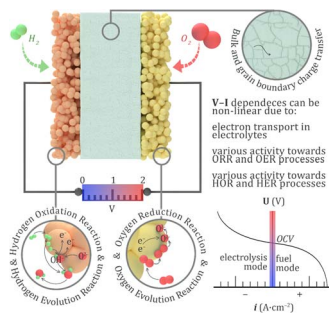 H₂
O₂
Bulk and grain boundary charge transfer
V–I dependeces can be
non-linear due to:
electron transport in
electrolytes
various activity towards
ORR and OER processes
various activity towards
HOR and HER processes
0 1 2
V
Hydrogen Oxidation Reaction
& Hydrogen Evolution Reaction &
e⁻
OH
Oxygen Reduction Reaction
& Oxygen Evolution Reaction &
e⁻
U (V)
OCV
electrolysis
mode
fuel
mode
− +
i (A·cm⁻²)